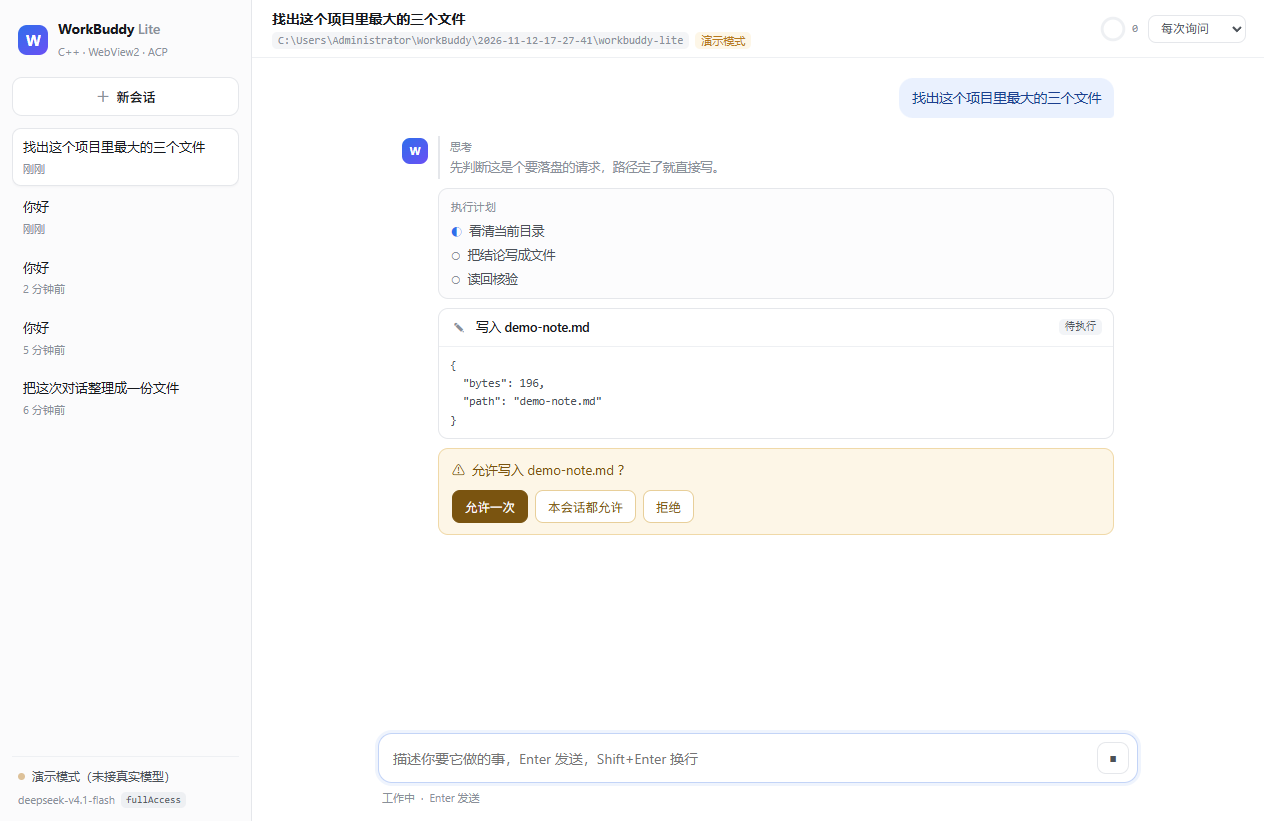 W
WorkBuddy Lite
C++ · WebView2 · ACP
＋ 新会话
找出这个项目里最大的三个文件
刚刚
你好
刚刚
你好
2 分钟前
你好
5 分钟前
把这次对话整理成一份文件
6 分钟前
演示模式（未接真实模型）
deepseek-v4.1-flash fullAccess
找出这个项目里最大的三个文件
C:\Users\Administrator\WorkBuddy\2026-11-12-17-27-41\workbuddy-lite 演示模式
0 每次询问
找出这个项目里最大的三个文件
W
思考
先判断这是个要落盘的请求，路径定了就直接写。
执行计划
看清当前目录
把结论写成文件
读回核验
写入 demo-note.md 待执行
{
"bytes": 196,
"path": "demo-note.md"
}
允许写入 demo-note.md？
允许一次 本会话都允许 拒绝
描述你要它做的事，Enter 发送，Shift+Enter 换行
工作中 · Enter 发送